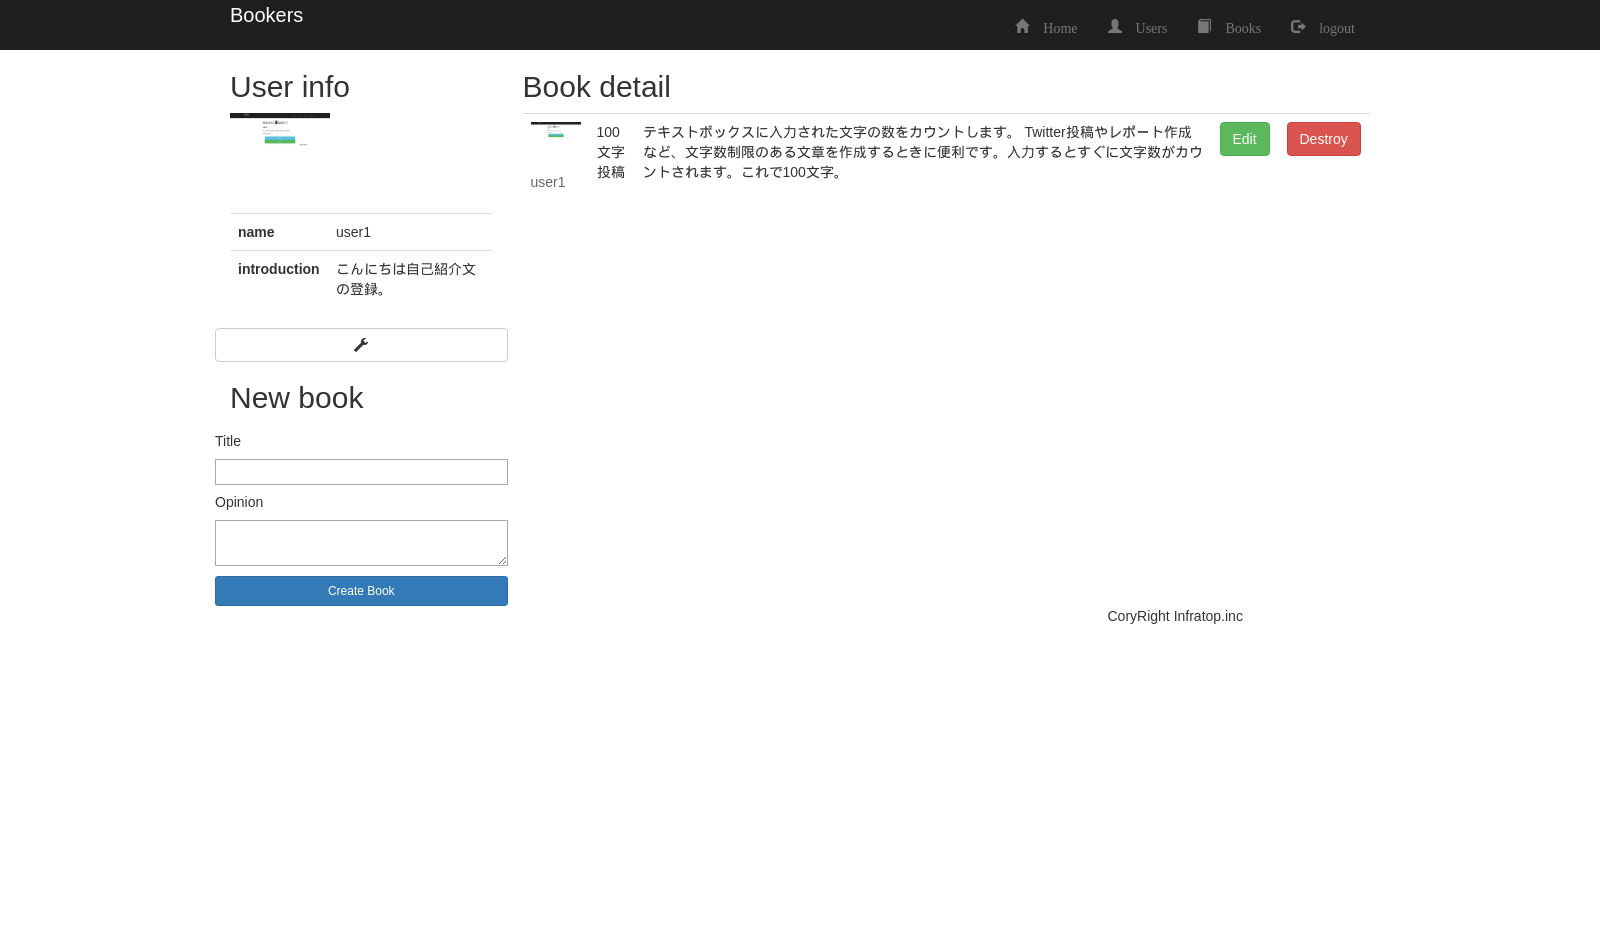 Bookers
Home Users Books logout
User info
name user1
introduction こんにちは自己紹介文
の登録。
New book
Title
Opinion
Create Book
Book detail
user1
100
文字
投稿
テキストボックスに入力された文字の数をカウントします。 Twitter投稿やレポート作成
など、文字数制限のある文章を作成するときに便利です。入力するとすぐに文字数がカウ
ントされます。これで100文字。
Edit Destroy
CoryRight Infratop.inc